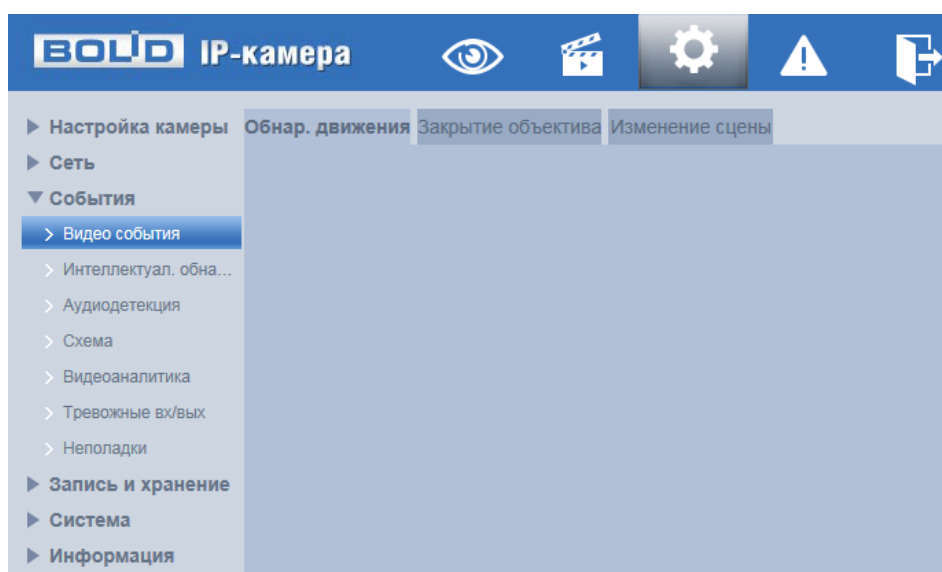 BOLID IP-камера
Настройка камеры
Сеть
События
Видео события
Интеллектуал. обна...
Аудиодетекция
Схема
Видеоаналитика
Тревожные вх/вых
Неполадки
Запись и хранение
Система
Информация
Обнар. движения Закрытие объектива Изменение сцены